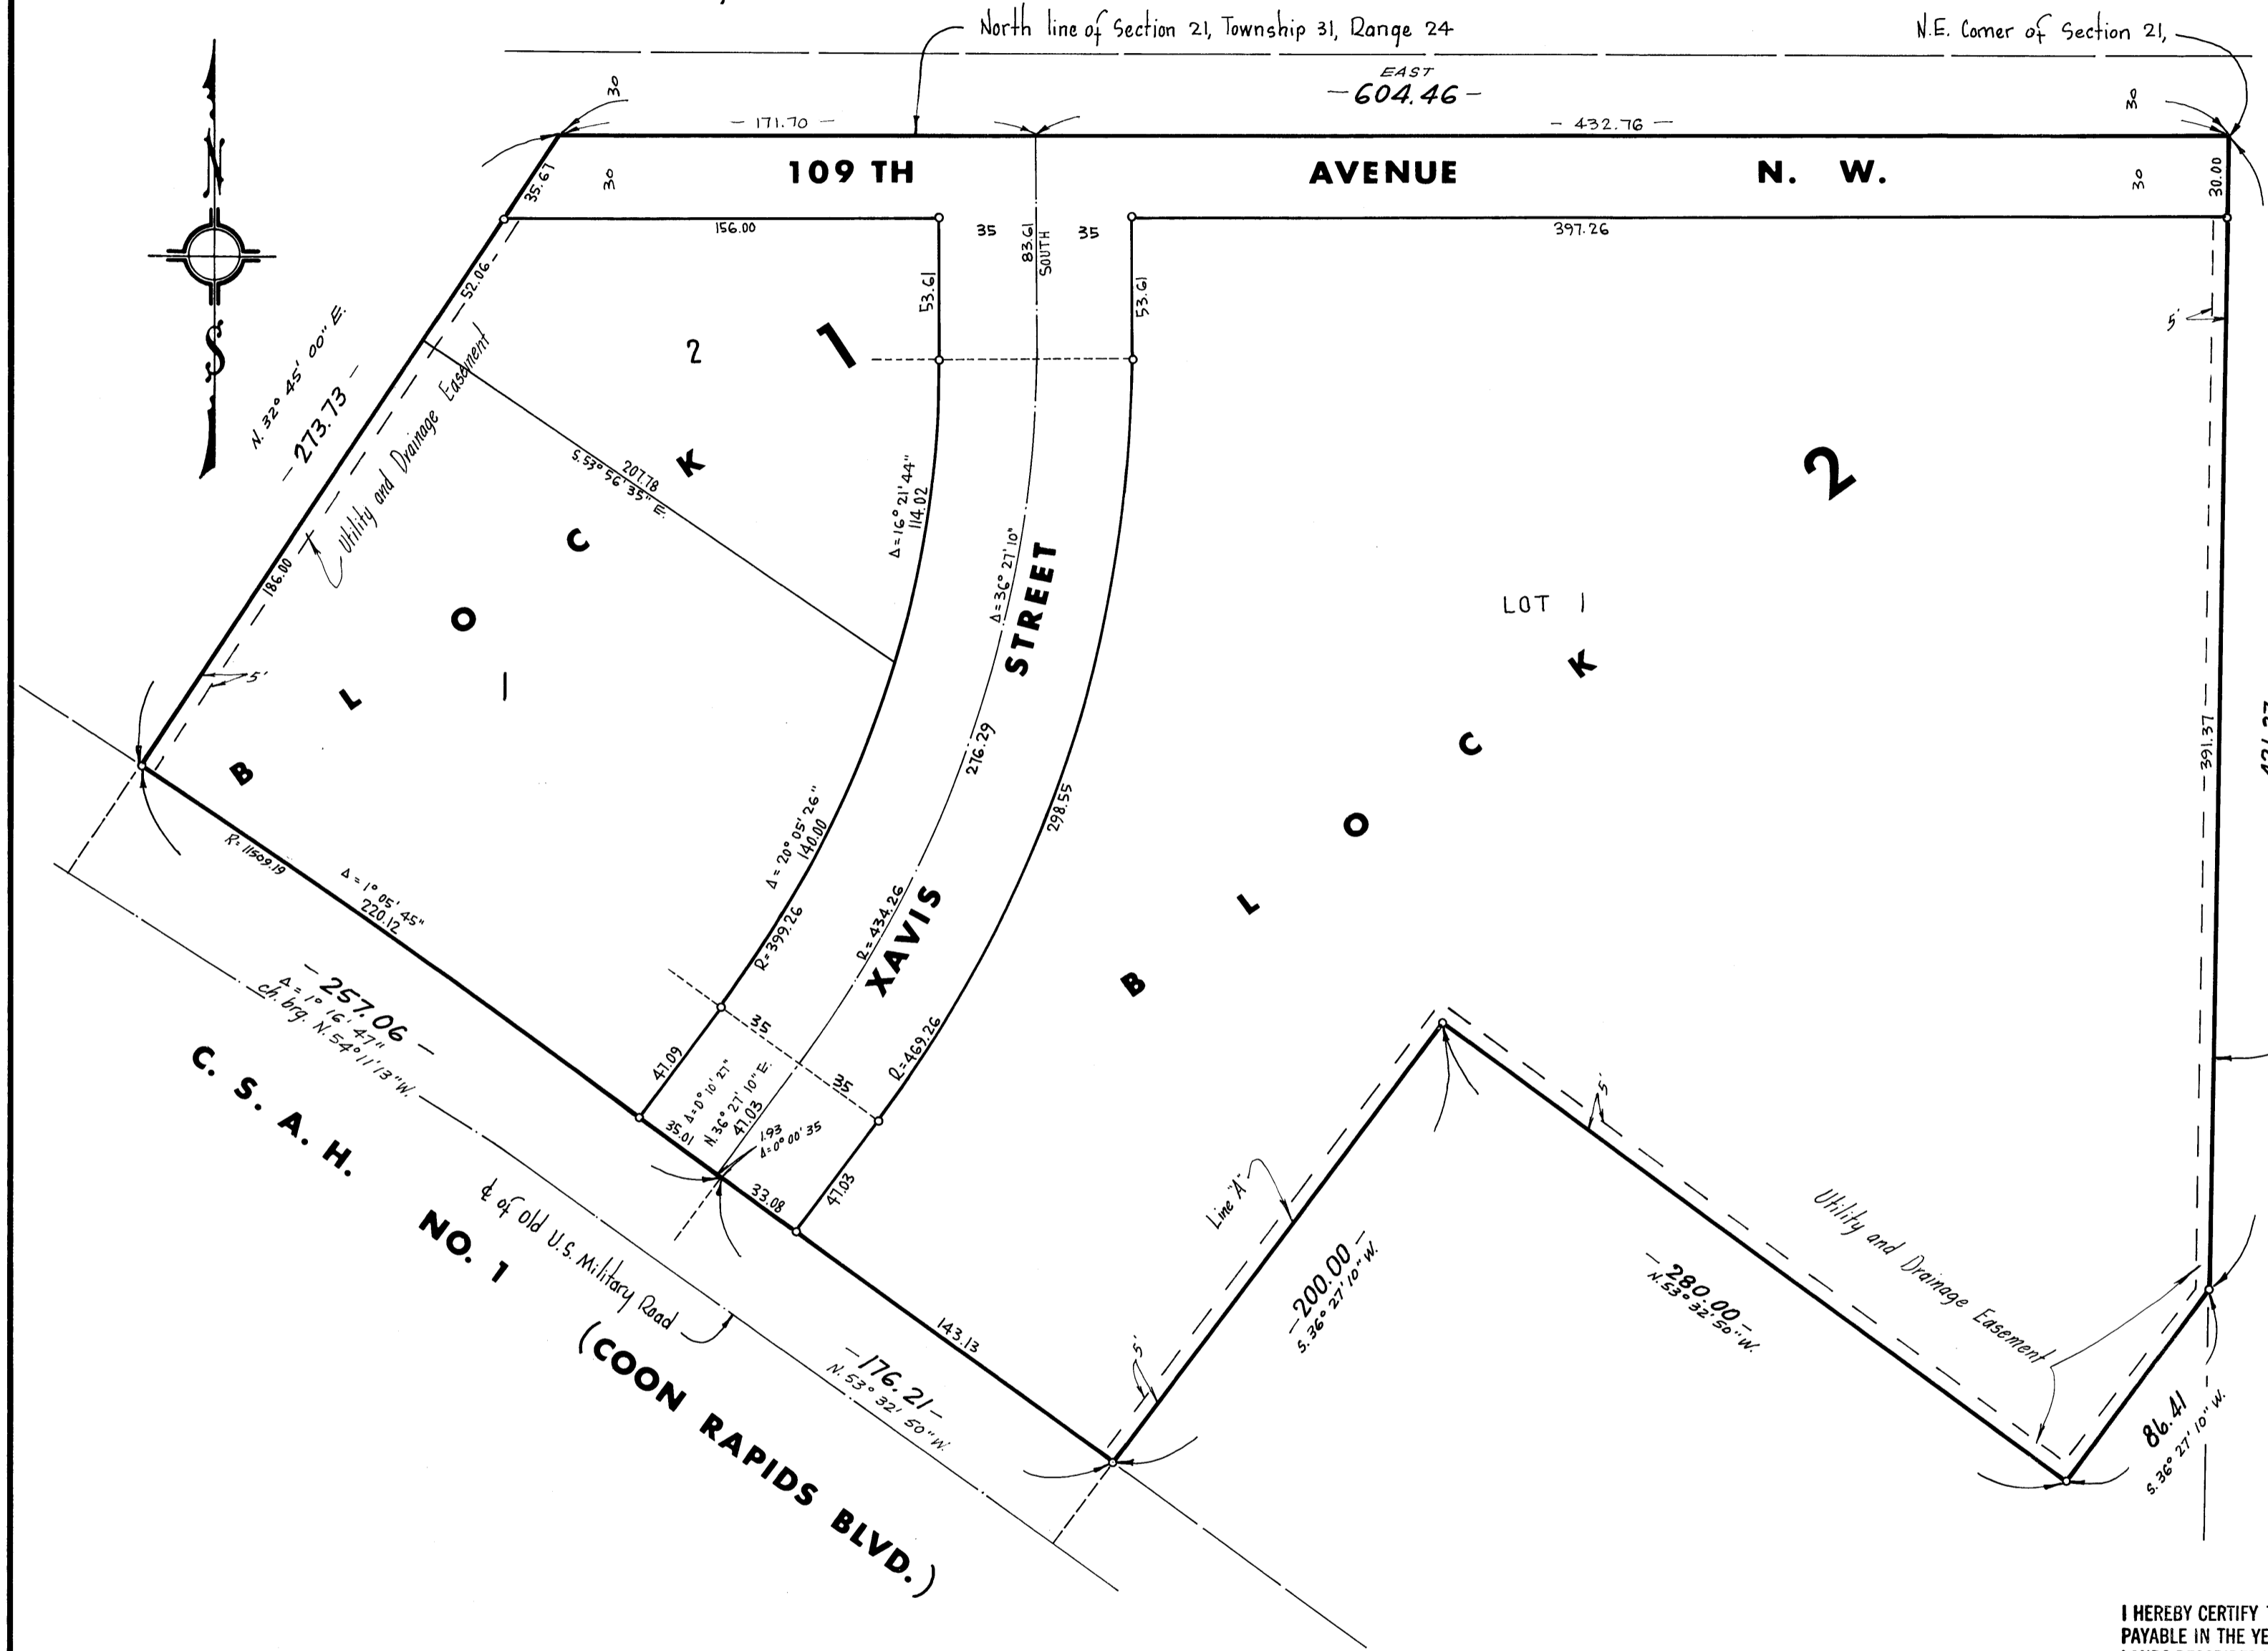 North line of Section 21, Township 31, Range 24
N.E. Corner of Section 21,
EAST
-604.46-
30
30
- 171.70 -
- 432.76 -
N
S
35.67
30
109 TH AVENUE N. W.
30
30.00
156.00
35
83.61
SOUTH
35
397.26
52.06
53.61
53.61
5'
N. 32° 45' 00" E.
- 273.73 -
Utility and Drainage Easement
2
1
207.78
S. 53° 56' 35" E.
Δ = 16° 21' 44"
114.02
Δ = 36° 27' 10"
2
186.00
LOT 1
5'
1
BLOCK
BLOCK
XAVIS STREET
276.29
298.55
391.37
R= 11509.19
Δ = 1° 05' 45"
220.12
Δ = 20° 05' 26"
140.00
R= 399.26
R= 434.26
R=469.26
- 257.06 -
Δ = 1° 16' 47"
ch. brg. N. 54° 11' 13" W.
35
35
47.09
35.01
Δ=0° 10' 27"
N. 36° 27' 10" E.
47.03
1.93
Δ=0° 00' 35
33.08
47.03
5'
C. S. A. H. NO. 1
℄ of Old U.S. Military Road
(COON RAPIDS BLVD.)
143.13
-176.21-
N. 53° 32' 50" W.
Line "A"
5'
-200.00-
S. 36° 27' 10" W.
- 280.00 -
N. 53° 32' 50" W.
Utility and Drainage Easement
86.41
S. 36° 27' 10" W.
I HEREBY CERTIFY
PAYABLE IN THE YE